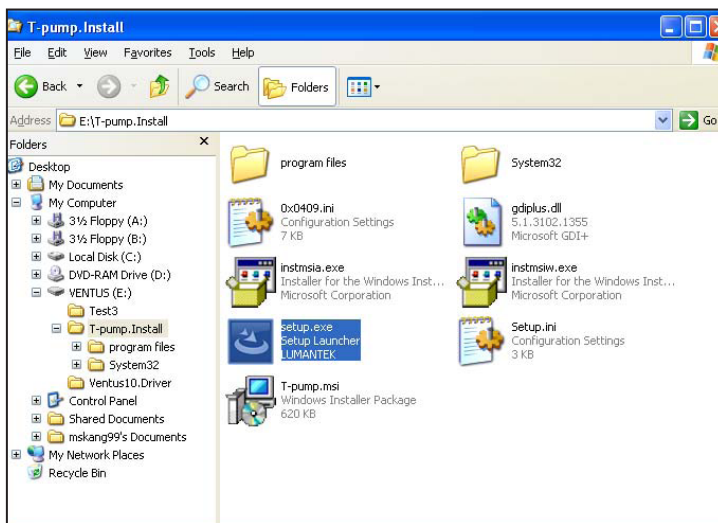 T-pump.Install
File Edit View Favorites Tools Help
Back Search Folders
Address E:\T-pump.Install Go
Folders x
Desktop
My Documents
My Computer
3½ Floppy (A:)
3½ Floppy (B:)
Local Disk (C:)
DVD-RAM Drive (D:)
VENTUS (E:)
Test3
T-pump.Install
program files
System32
Ventus10.Driver
Control Panel
Shared Documents
mskang99's Documents
My Network Places
Recycle Bin
program files
System32
0x0409.ini
Configuration Settings
7 KB
gdiplus.dll
5.1.3102.1355
Microsoft GDI+
instmsia.exe
Installer for the Windows Inst...
Microsoft Corporation
instmsiw.exe
Installer for the Windows Inst...
Microsoft Corporation
setup.exe
Setup Launcher
LUMANTEK
Setup.ini
Configuration Settings
3 KB
T-pump.msi
Windows Installer Package
620 KB